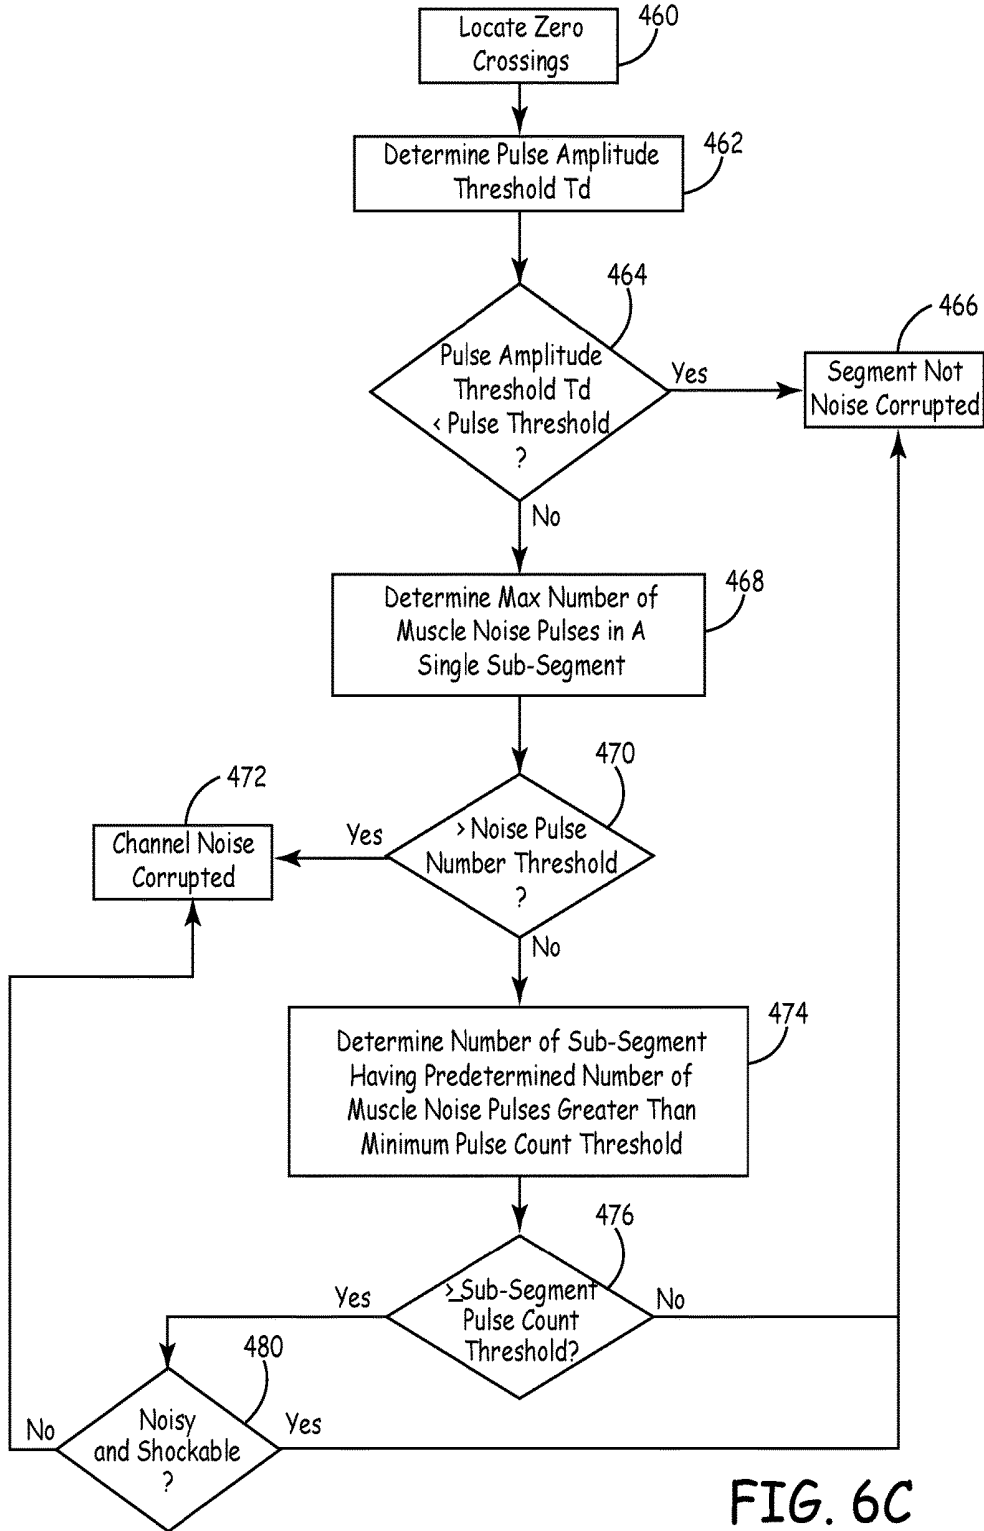 Locate Zero
Crossings
460
Determine Pulse Amplitude
Threshold Td
462
Pulse Amplitude
Threshold Td
< Pulse Threshold
?
464
Yes
Segment Not
Noise Corrupted
466
No
Determine Max Number of
Muscle Noise Pulses in A
Single Sub-Segment
468
> Noise Pulse
Number Threshold
?
470
Yes
Channel Noise
Corrupted
472
No
Determine Number of Sub-Segment
Having Predetermined Number of
Muscle Noise Pulses Greater Than
Minimum Pulse Count Threshold
474
≥ Sub-Segment
Pulse Count
Threshold?
476
Yes
No
Noisy
and Shockable
?
480
No
Yes
FIG. 6C